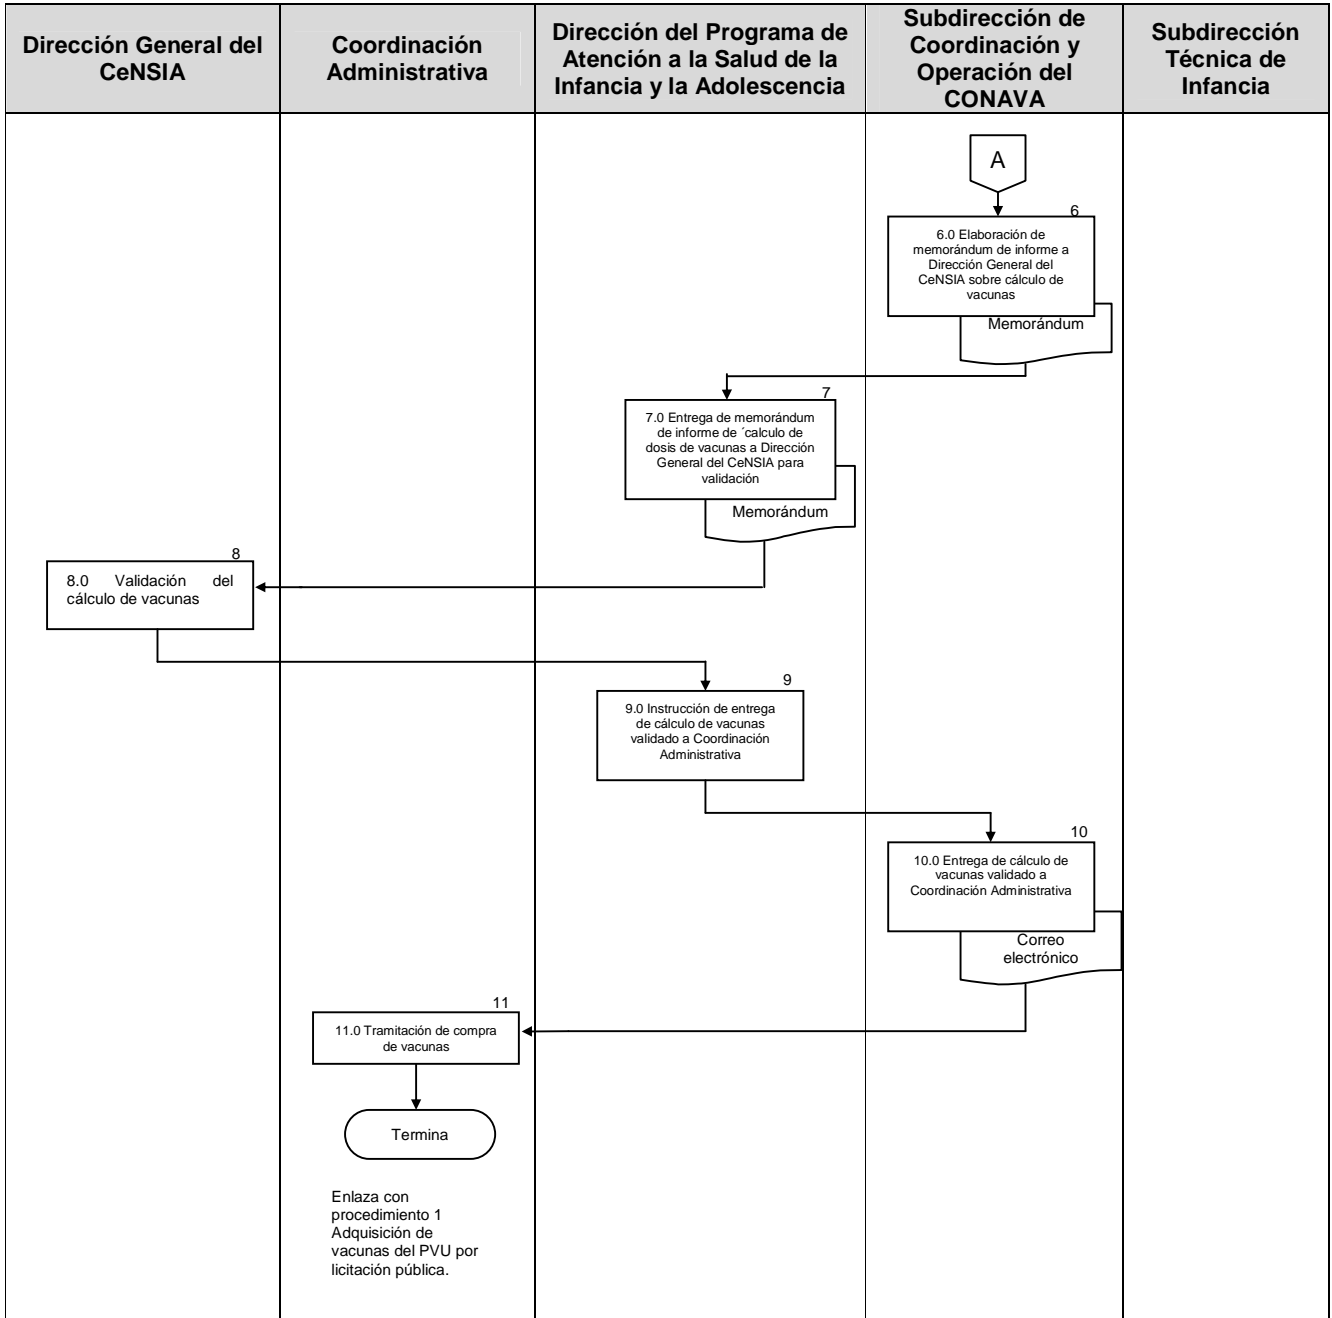 Dirección General del
CeNSIA
Coordinación
Administrativa
Dirección del Programa de
Atención a la Salud de la
Infancia y la Adolescencia
Subdirección de
Coordinación y
Operación del
CONAVA
Subdirección
Técnica de
Infancia
A
6
6.0 Elaboración de
memorándum de informe a
Dirección General del
CeNSIA sobre cálculo de
vacunas
Memorándum
7
7.0 Entrega de memorándum
de informe de ´calculo de
dosis de vacunas a Dirección
General del CeNSIA para
validación
Memorándum
8
8.0 Validación del
cálculo de vacunas
9
9.0 Instrucción de entrega
de cálculo de vacunas
validado a Coordinación
Administrativa
10
10.0 Entrega de cálculo de
vacunas validado a
Coordinación Administrativa
Correo
electrónico
11
11.0 Tramitación de compra
de vacunas
Termina
Enlaza con
procedimiento 1
Adquisición de
vacunas del PVU por
licitación pública.